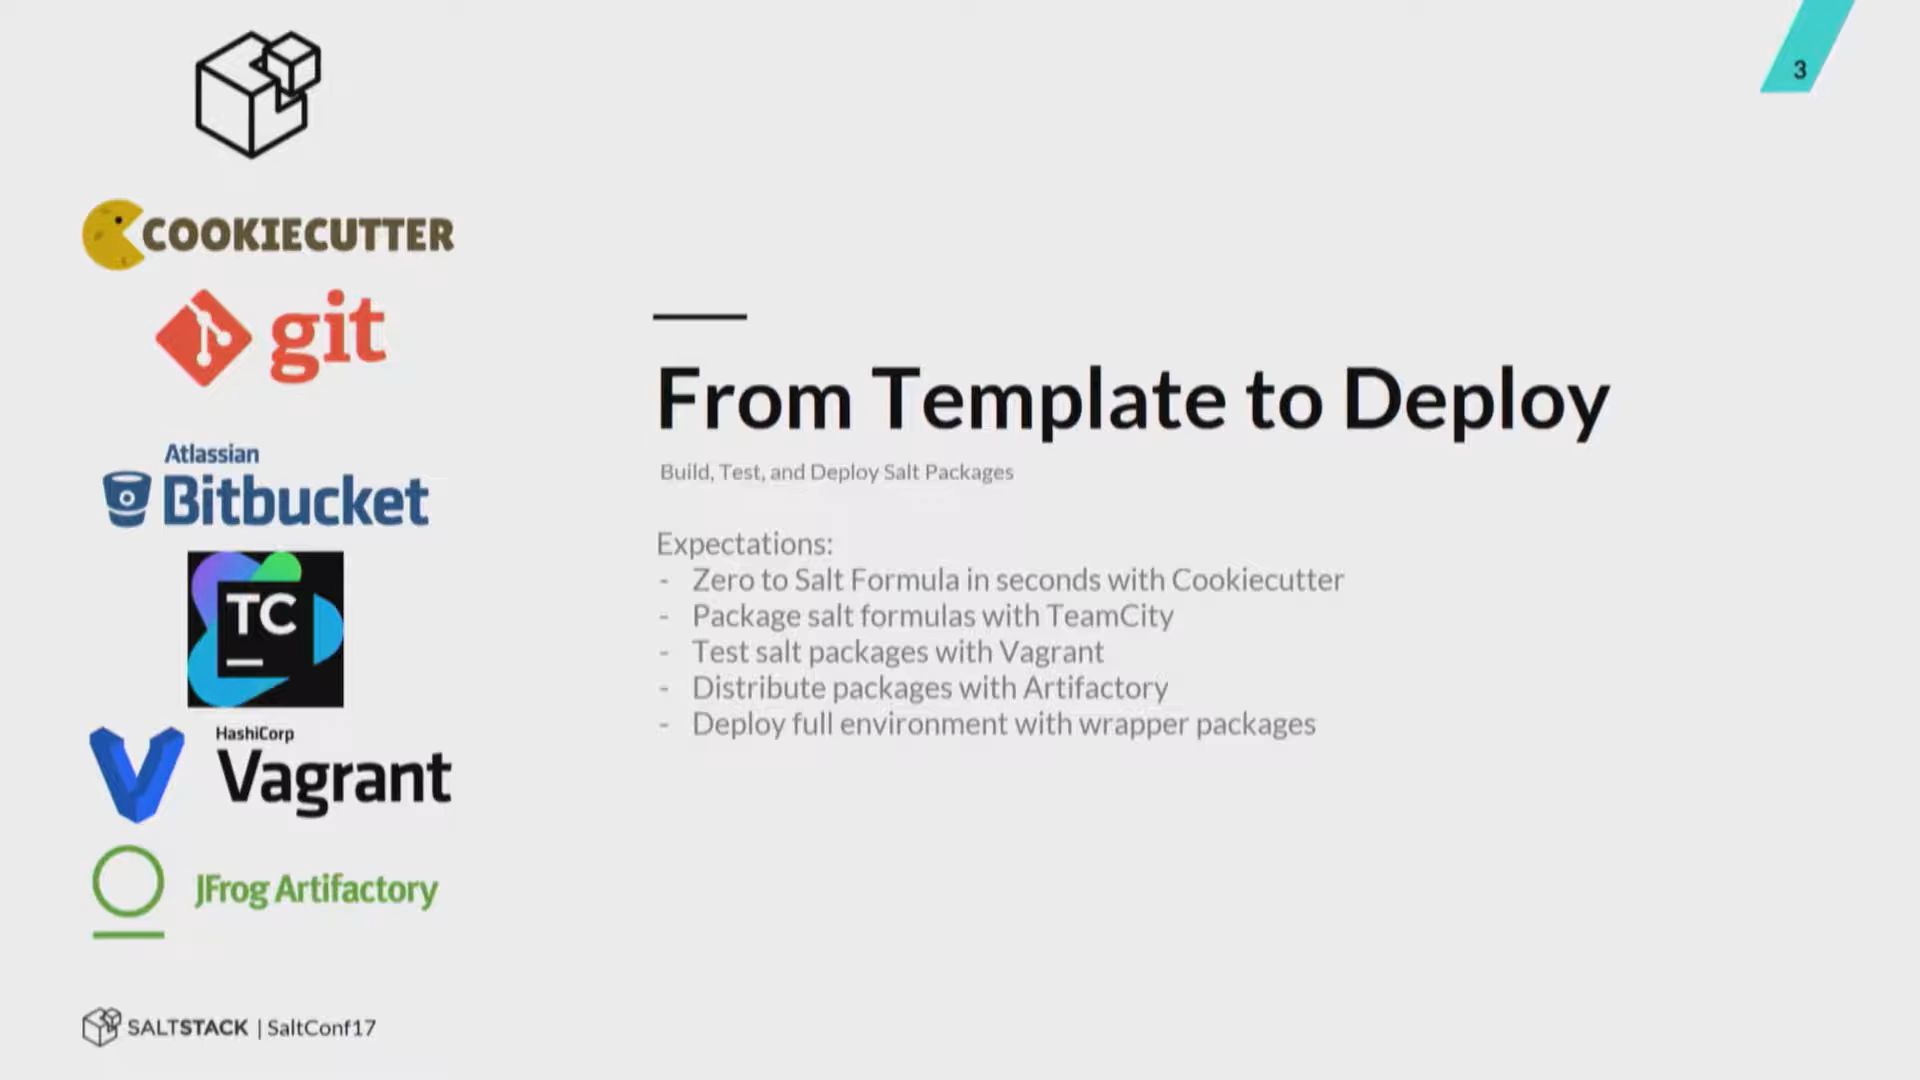 3
COOKIECUTTER
git
Atlassian
Bitbucket
TC
HashiCorp
Vagrant
JFrog Artifactory
From Template to Deploy
Build, Test, and Deploy Salt Packages
Expectations:
- Zero to Salt Formula in seconds with Cookiecutter
- Package salt formulas with TeamCity
- Test salt packages with Vagrant
- Distribute packages with Artifactory
- Deploy full environment with wrapper packages
SALTSTACK | SaltConf17